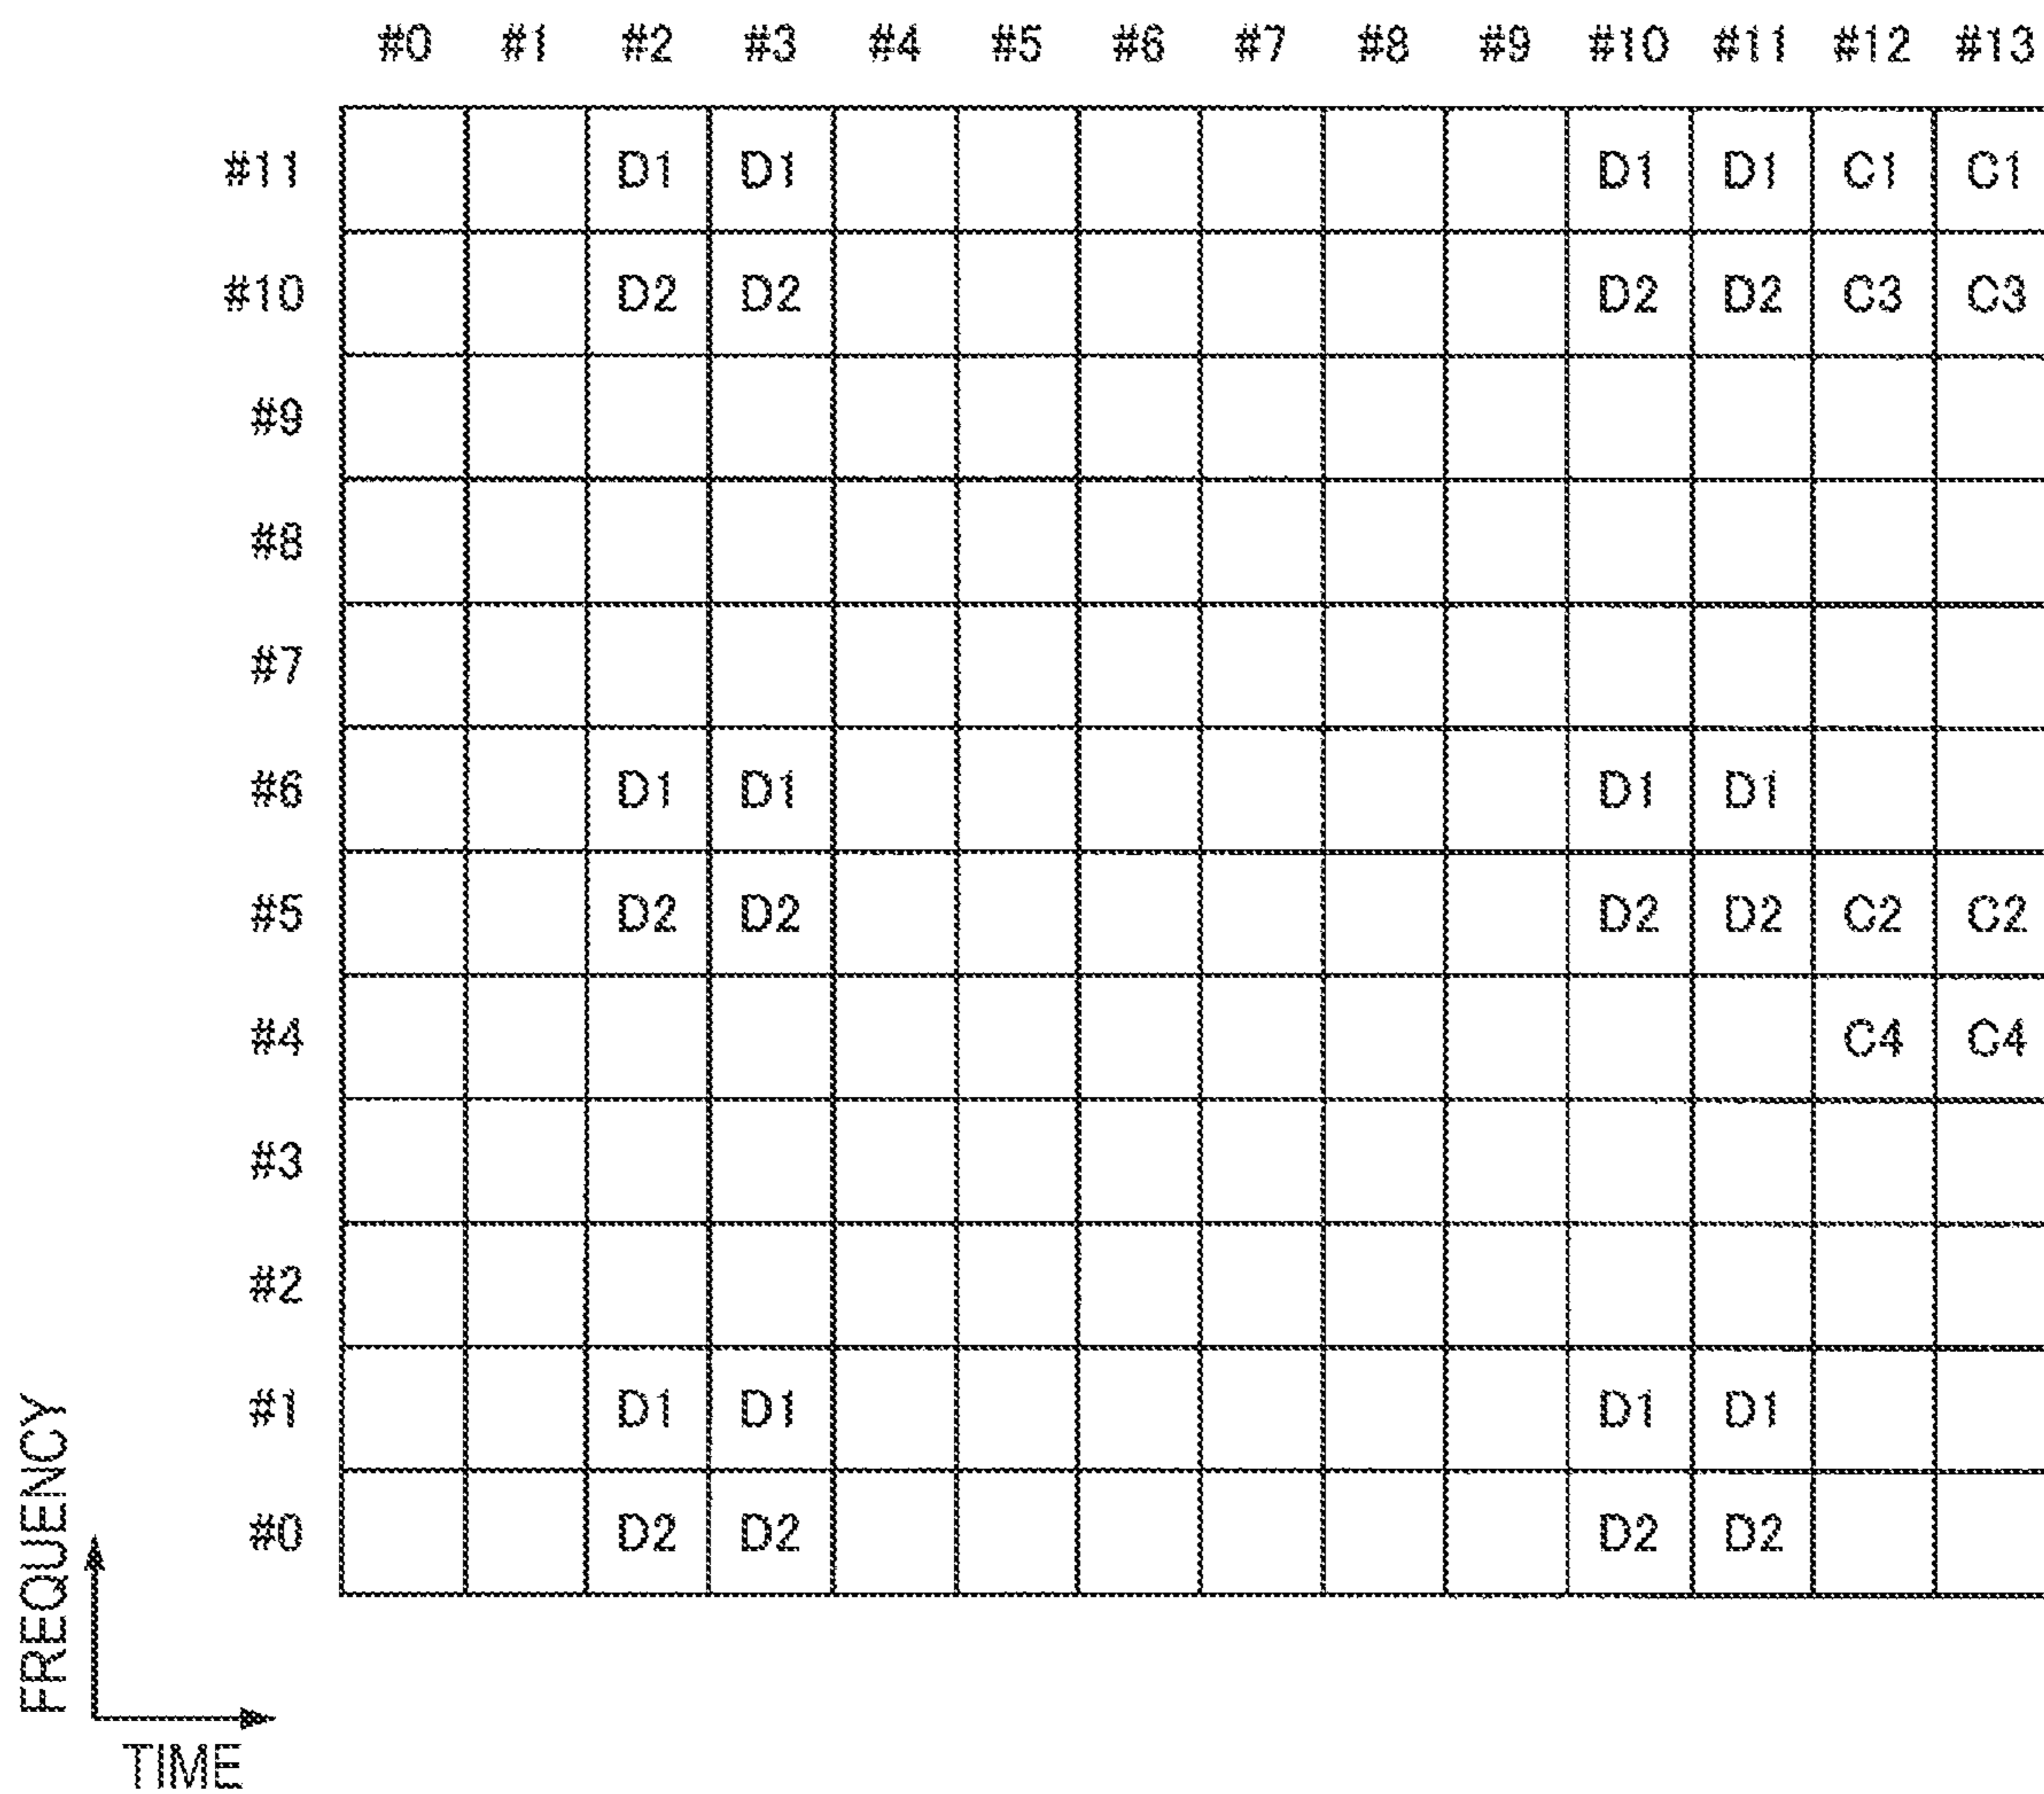 #0 #1 #2 #3 #4 #5 #6 #7 #8 #9 #10 #11 #12 #13
#11 D1 D1 D1 D1 C1 C1
#10 D2 D2 D2 D2 C3 C3
#9
#8
#7
#6 D1 D1 D1 D1
#5 D2 D2 D2 D2 C2 C2
#4 C4 C4
#3
#2
#1 D1 D1 D1 D1
#0 D2 D2 D2 D2
FREQUENCY
TIME